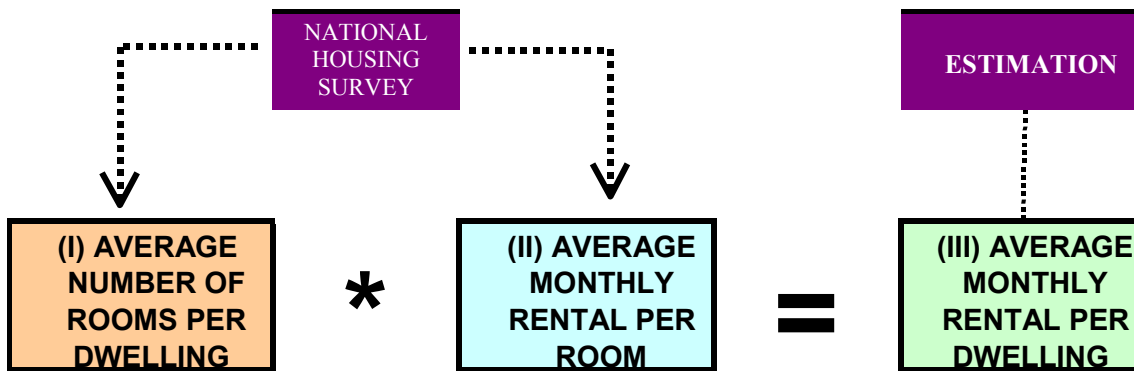 NATIONAL
HOUSING
SURVEY
ESTIMATION
(I) AVERAGE
NUMBER OF
ROOMS PER
DWELLING
*
(II) AVERAGE
MONTHLY
RENTAL PER
ROOM
=
(III) AVERAGE
MONTHLY
RENTAL PER
DWELLING